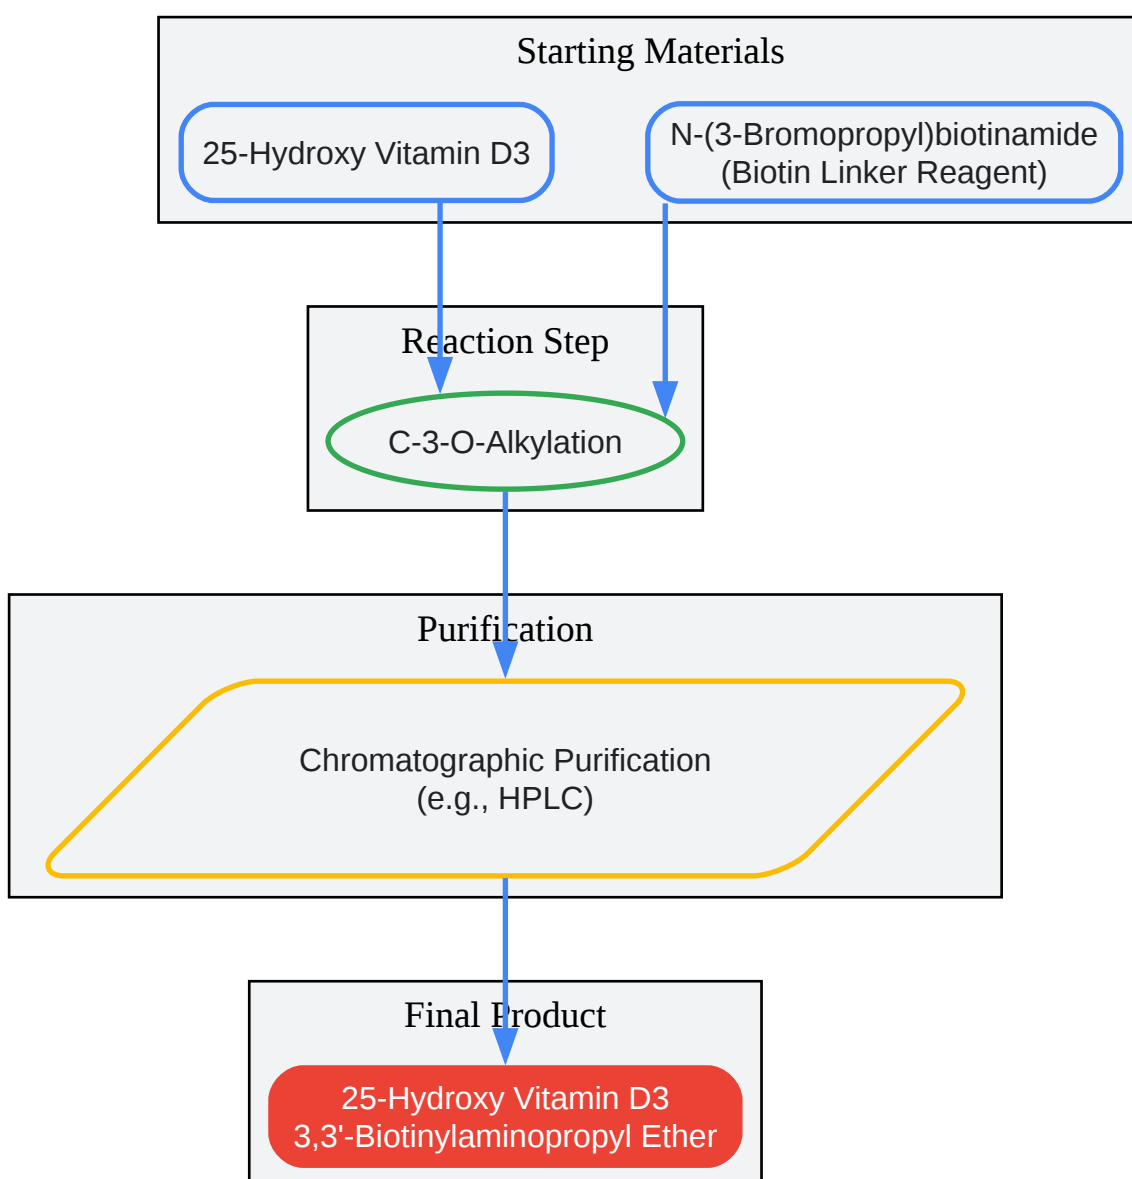 Starting Materials
25-Hydroxy Vitamin D3
N-(3-Bromopropyl)biotinamide
(Biotin Linker Reagent)
Reaction Step
C-3-O-Alkylation
Purification
Chromatographic Purification
(e.g., HPLC)
Final Product
25-Hydroxy Vitamin D3
3,3'-Biotinylaminopropyl Ether